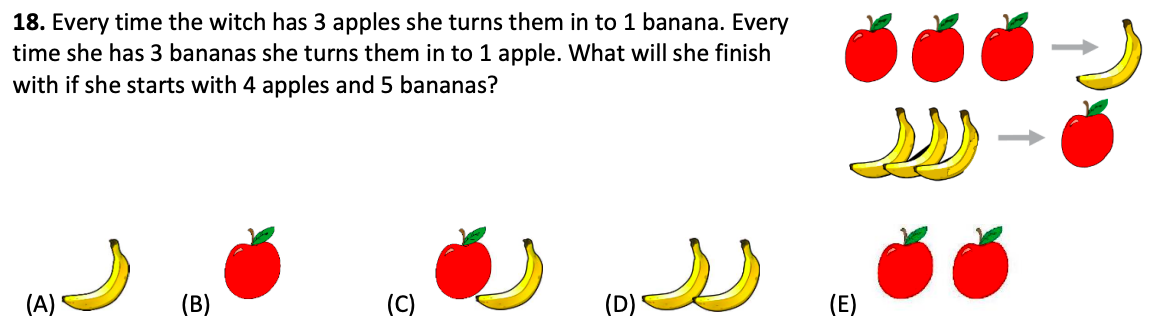 18. Every time the witch has 3 apples she turns them in to 1 banana. Every
time she has 3 bananas she turns them in to 1 apple. What will she finish
with if she starts with 4 apples and 5 bananas?
(A) (B) (C) (D) (E)